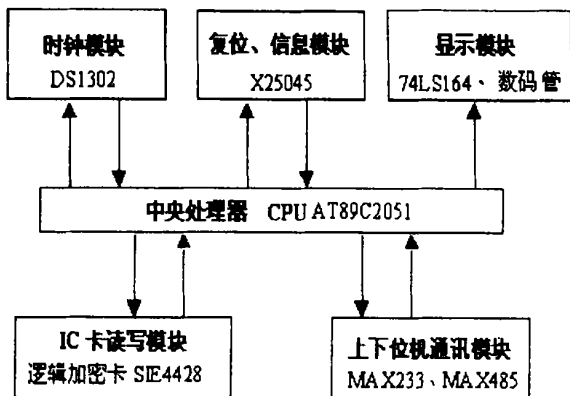 时钟模块
DS1302
复位、信息模块
X25045
显示模块
74LS164、数码管
中央处理器 CPU AT89C2051
IC 卡读写模块
逻辑加密卡 SIE4428
上下位机通讯模块
MAX233、MAX485